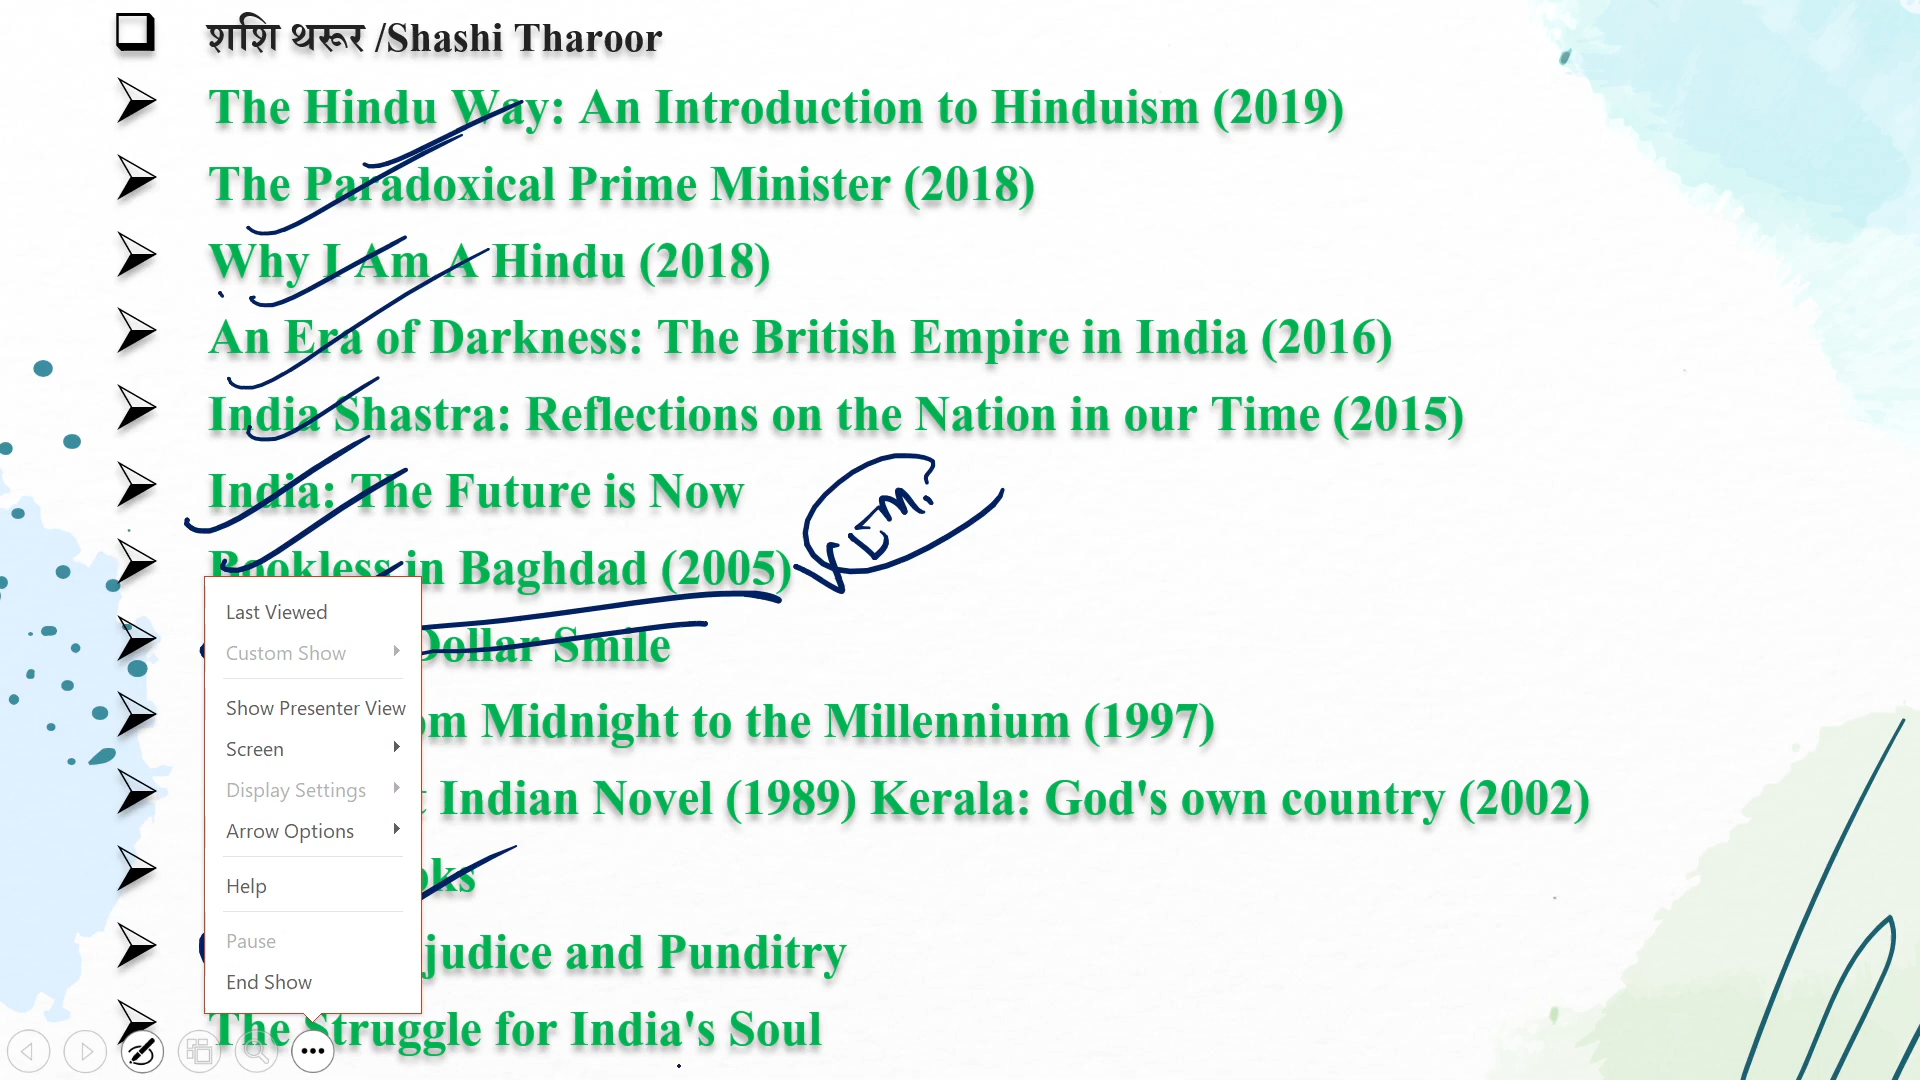 शशि थरूर /Shashi Tharoor
The Hindu Way: An Introduction to Hinduism (2019)
The Paradoxical Prime Minister (2018)
Why I Am A Hindu (2018)
An Era of Darkness: The British Empire in India (2016)
India Shastra: Reflections on the Nation in our Time (2015)
India: The Future is Now
Bookless in Baghdad (2005)
Dollar Smile
om Midnight to the Millennium (1997)
Indian Novel (1989) Kerala: God's own country (2002)
oks
judice and Punditry
The Struggle for India's Soul
Last Viewed
Custom Show
Show Presenter View
Screen
Display Settings
Arrow Options
Help
Pause
End Show